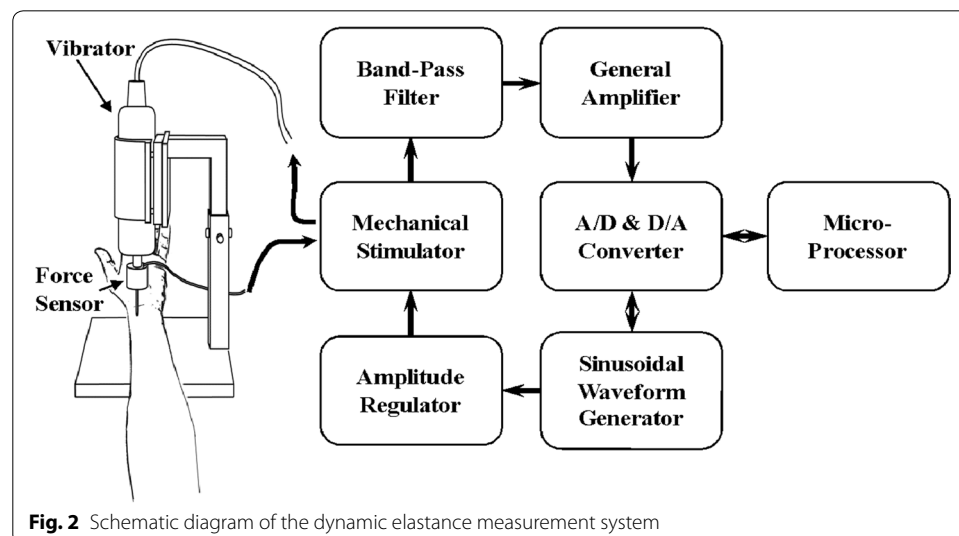 Vibrator
Force
Sensor
Band-Pass
Filter
General
Amplifier
Mechanical
Stimulator
A/D & D/A
Converter
Micro-
Processor
Amplitude
Regulator
Sinusoidal
Waveform
Generator
Fig. 2 Schematic diagram of the dynamic elastance measurement system